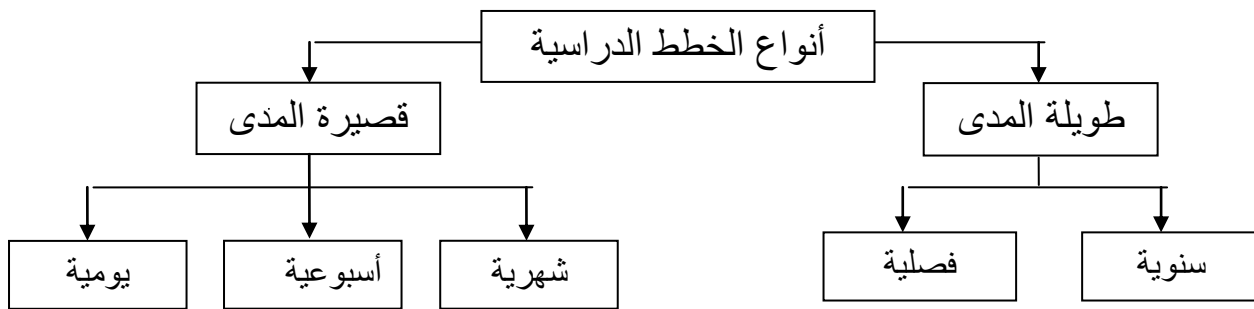 أنواع الخطط الدراسية
طويلة المدى
قصيرة المدى
سنوية
فصلية
شهرية
أسبوعية
يومية